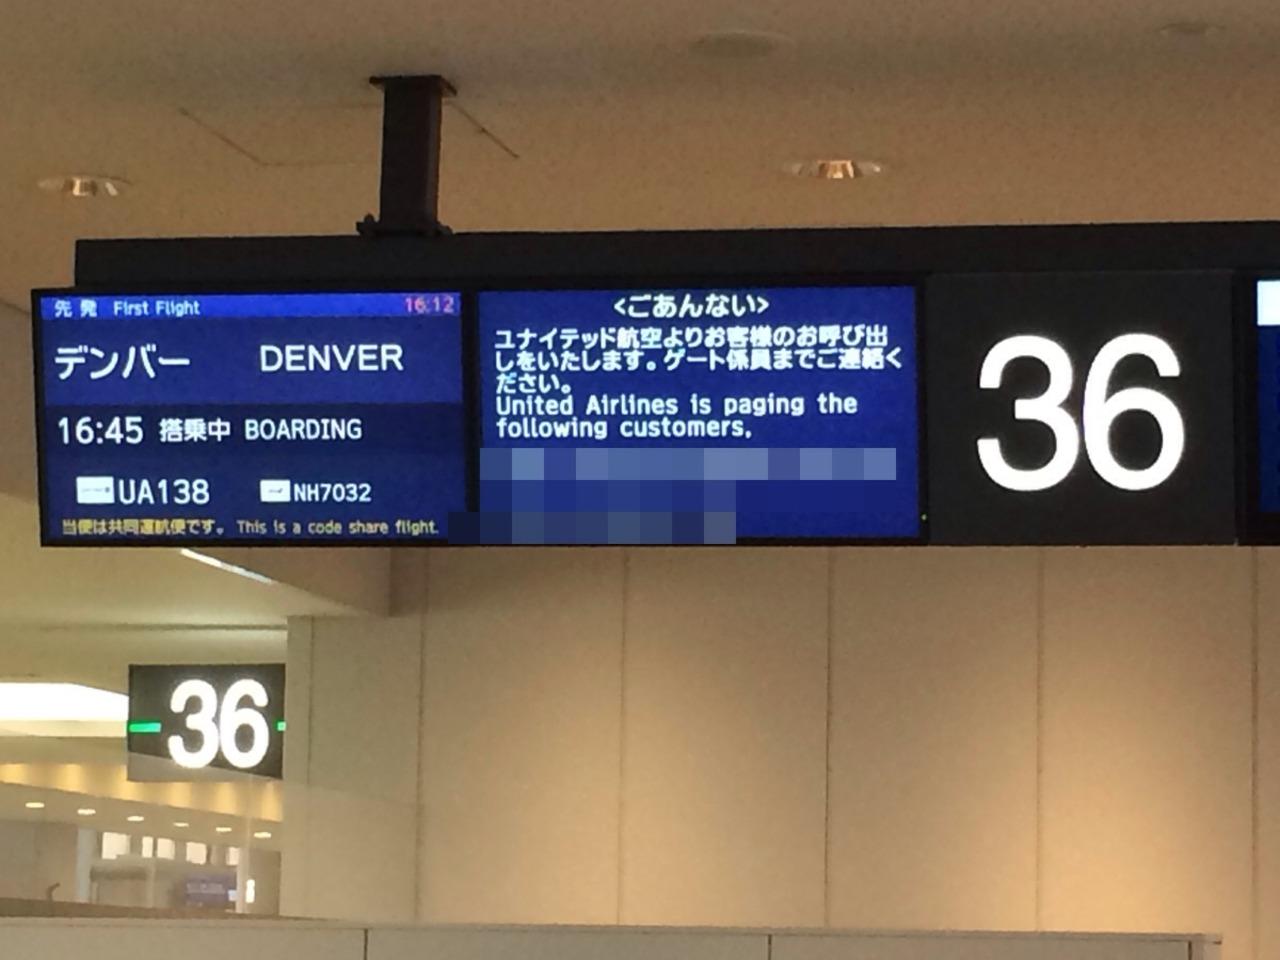 先 発 First Flight 16:12
デンバー DENVER
16:45 搭乗中 BOARDING
UA138 NH7032
当便は共同運航便です。 This is a code share flight.
<ごあんない>
ユナイテッド航空よりお客様のお呼び出
しをいたします。ゲート係員までご連絡く
ださい。
United Airlines is paging the
following customers.
36
36